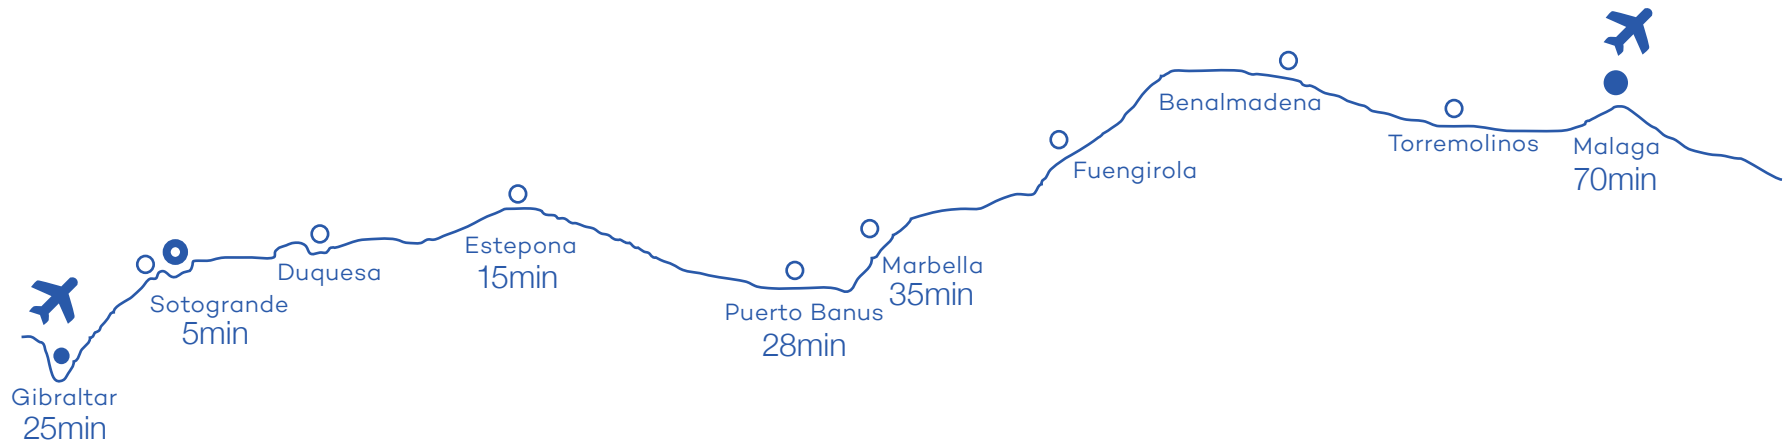 Gibraltar
25min
Sotogrande
5min
Duquesa
Estepona
15min
Puerto Banus
28min
Marbella
35min
Fuengirola
Benalmadena
Torremolinos
Malaga
70min